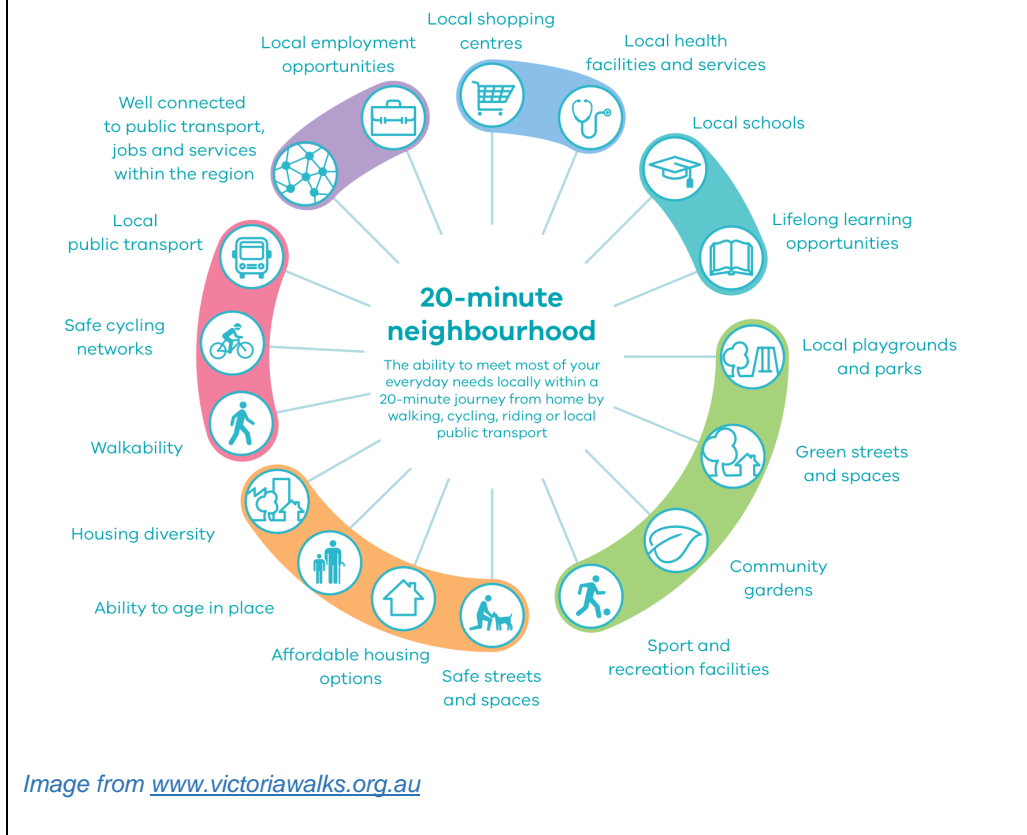 Local shopping
centres
Local health
facilities and services
Local schools
Lifelong learning
opportunities
Local playgrounds
and parks
Green streets
and spaces
Community
gardens
Sport and
recreation facilities
Safe streets
and spaces
Affordable housing
options
Ability to age in place
Housing diversity
Walkability
Safe cycling
networks
Local
public transport
Well connected
to public transport,
jobs and services
within the region
Local employment
opportunities
20-minute
neighbourhood
The ability to meet most of your
everyday needs locally within a
20-minute journey from home by
walking, cycling, riding or local
public transport
Image from www.victoriawalks.org.au